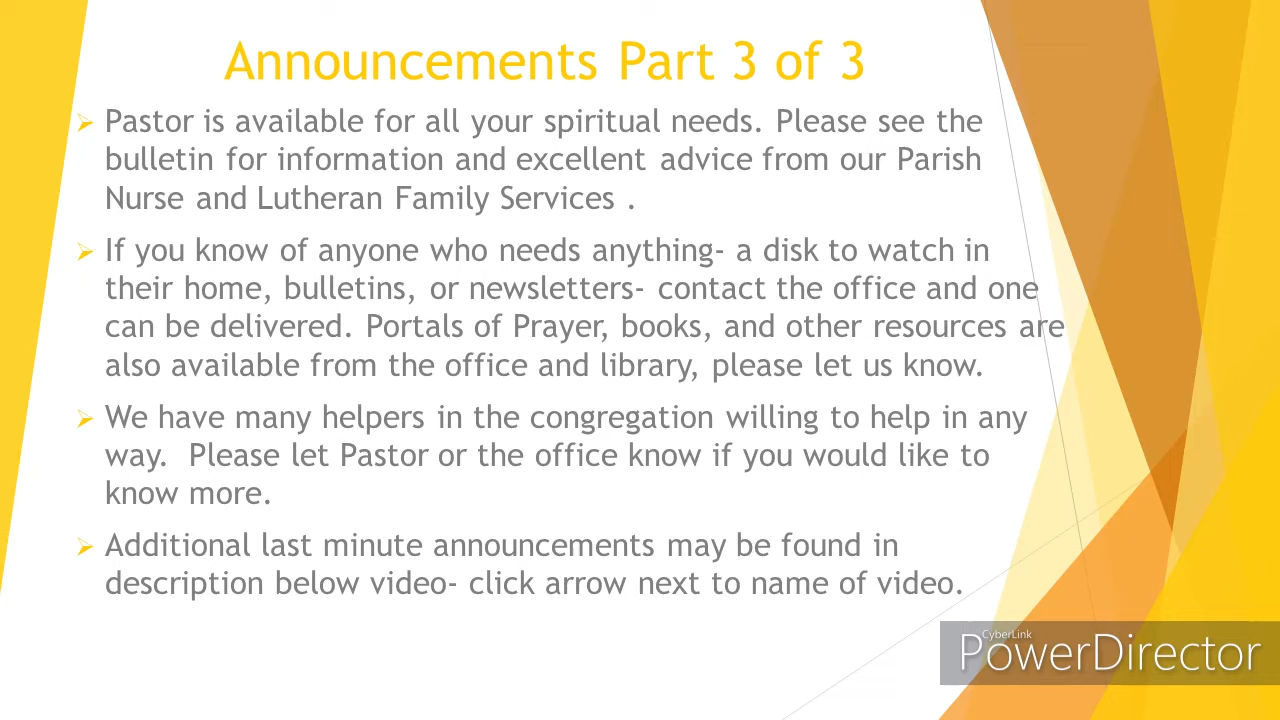 Announcements Part 3 of 3
Pastor is available for all your spiritual needs. Please see the
bulletin for information and excellent advice from our Parish
Nurse and Lutheran Family Services .
If you know of anyone who needs anything- a disk to watch in
their home, bulletins, or newsletters- contact the office and one
can be delivered. Portals of Prayer, books, and other resources are
also available from the office and library, please let us know.
We have many helpers in the congregation willing to help in any
way.  Please let Pastor or the office know if you would like to
know more.
Additional last minute announcements may be found in
description below video- click arrow next to name of video.
CyberLink
PowerDirector